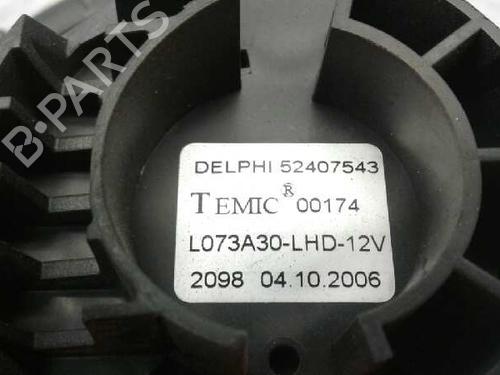 B-PARTS
DELPHI 52407543
TEMIC® 00174
L073A30-LHD-12V
2098 04.10.2006